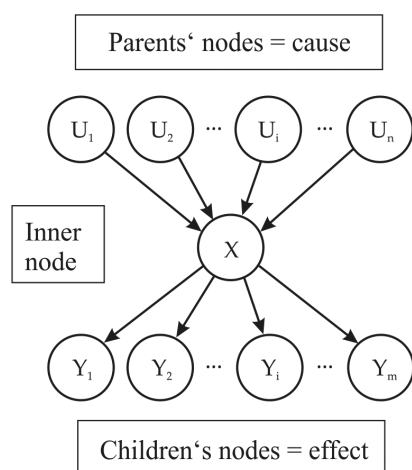 Parents‘ nodes = cause
U1 U2 ... Ui ... Un
Inner
node
X
Y1 Y2 ... Yi ... Ym
Children‘s nodes = effect